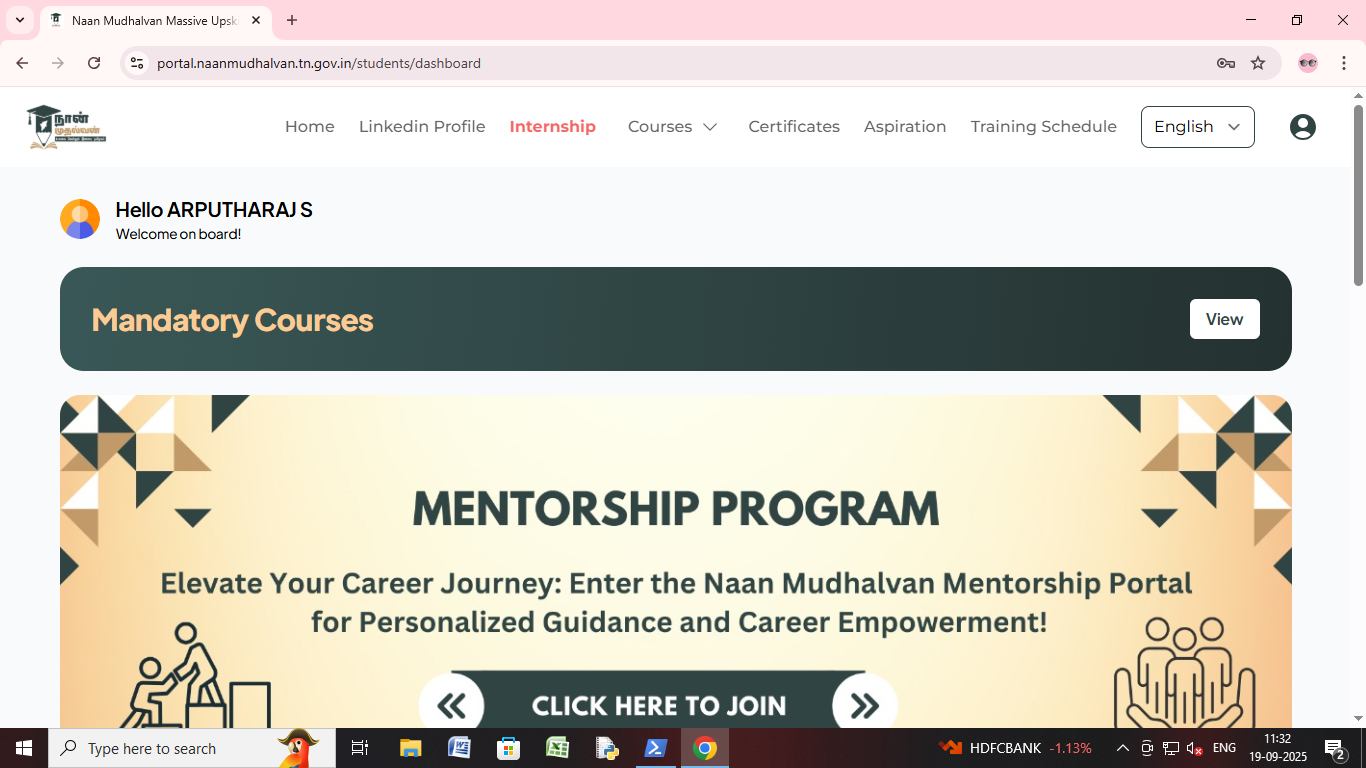 Naan Mudhalvan Massive Upsk
portal.naanmudhalvan.tn.gov.in/students/dashboard
நான்
முதல்வன்
Home Linkedin Profile Internship Courses Certificates Aspiration Training Schedule English
Hello ARPUTHARAJ S
Welcome on board!
Mandatory Courses
View
MENTORSHIP PROGRAM
Elevate Your Career Journey: Enter the Naan Mudhalvan Mentorship Portal
for Personalized Guidance and Career Empowerment!
CLICK HERE TO JOIN
Type here to search
HDFCBANK -1.13%
ENG
11:32
19-09-2025
2